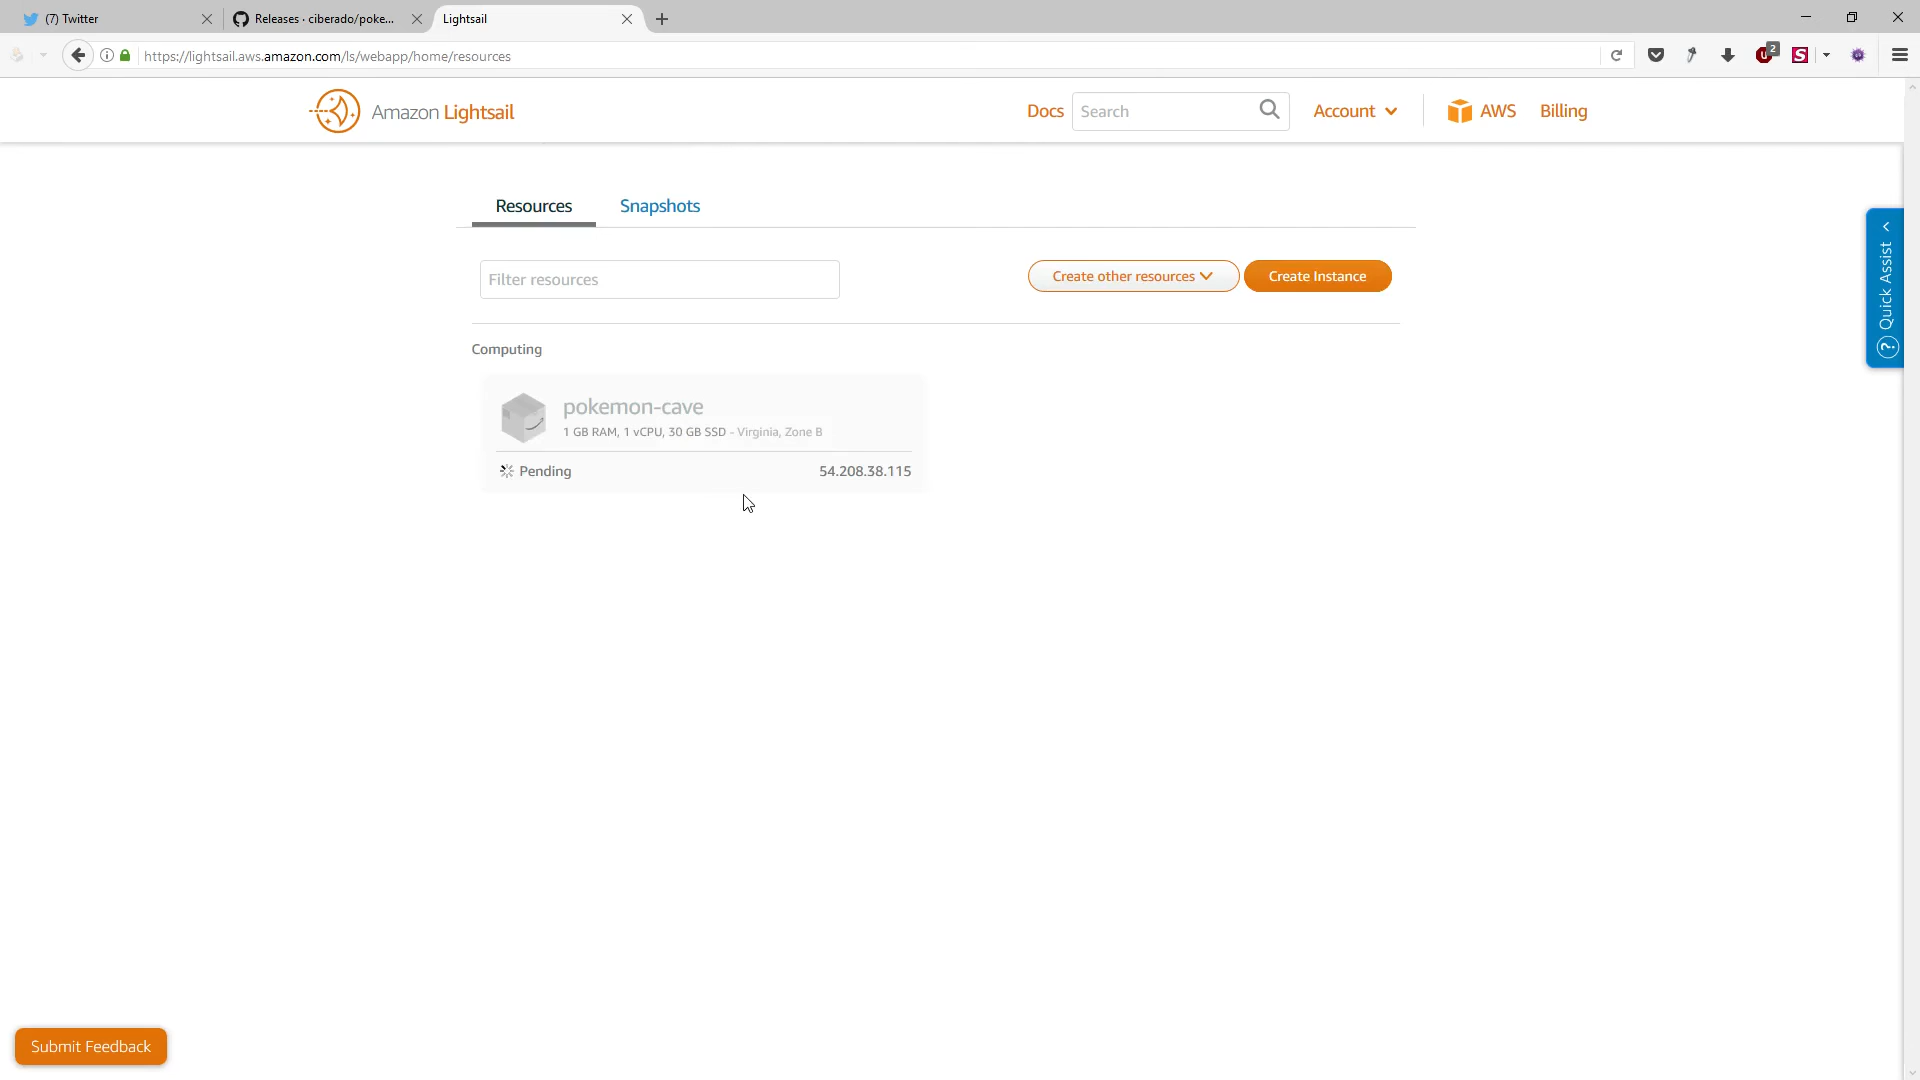 (7) Twitter
Releases · ciberado/poke...
Lightsail
https://lightsail.aws.amazon.com/ls/webapp/home/resources
2
S
Amazon Lightsail
Docs
Search
Account
AWS
Billing
Resources
Snapshots
Quick Assist
?
Filter resources
Create other resources
Create Instance
Computing
pokemon-cave
1 GB RAM, 1 vCPU, 30 GB SSD - Virginia, Zone B
Pending
54.208.38.115
Submit Feedback